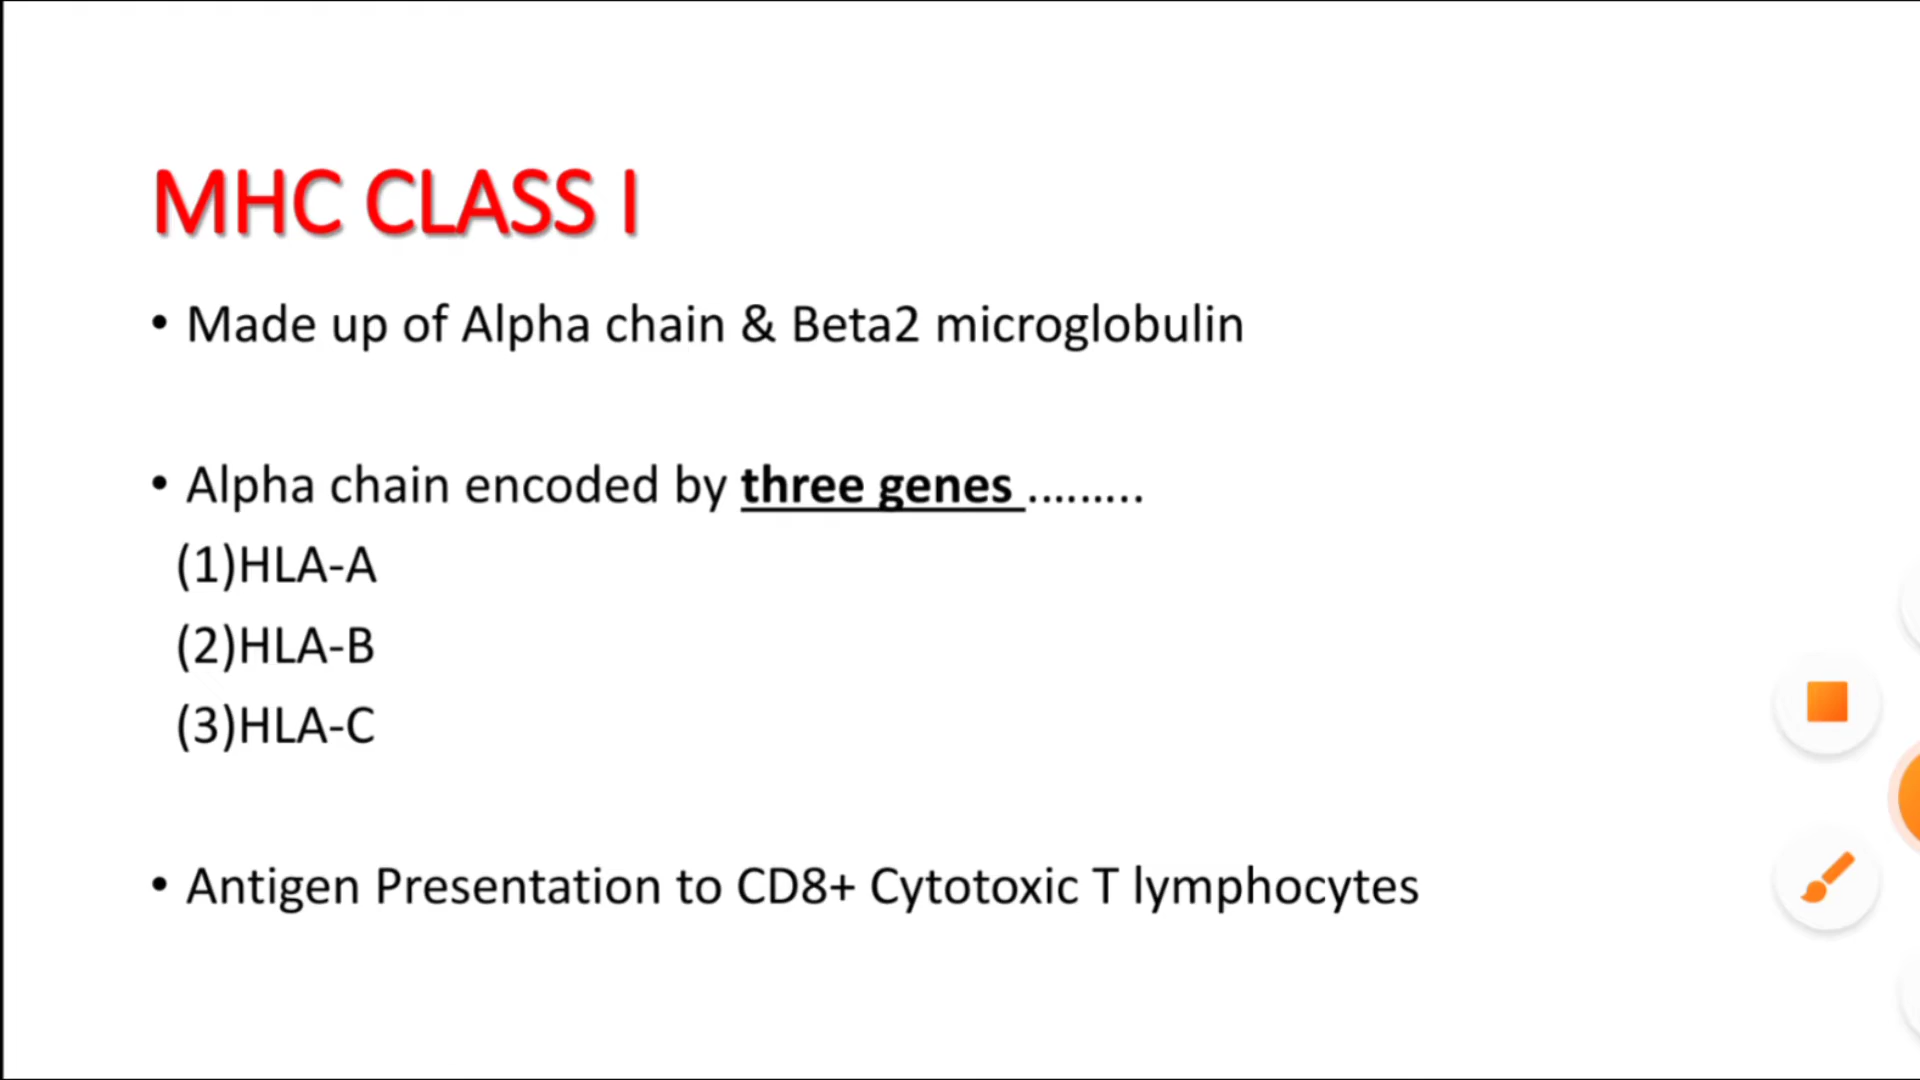 MHC CLASS I
• Made up of Alpha chain & Beta2 microglobulin
• Alpha chain encoded by three genes .........
(1)HLA-A
(2)HLA-B
(3)HLA-C
• Antigen Presentation to CD8+ Cytotoxic T lymphocytes